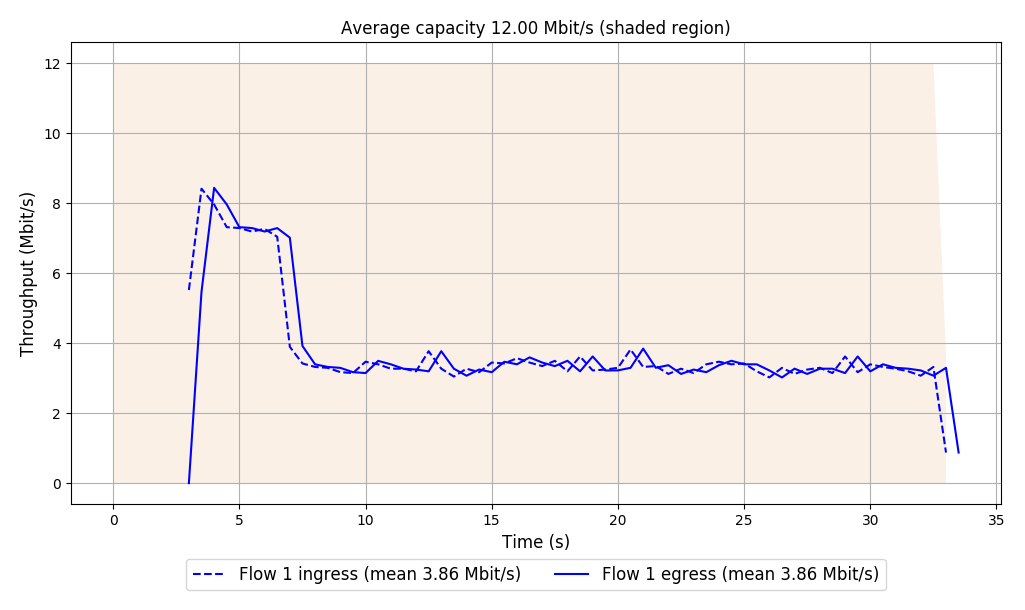 Average capacity 12.00 Mbit/s (shaded region)
12
10
8
6
4
2
0
Throughput (Mbit/s)
0 5 10 15 20 25 30 35
Time (s)
Flow 1 ingress (mean 3.86 Mbit/s) Flow 1 egress (mean 3.86 Mbit/s)